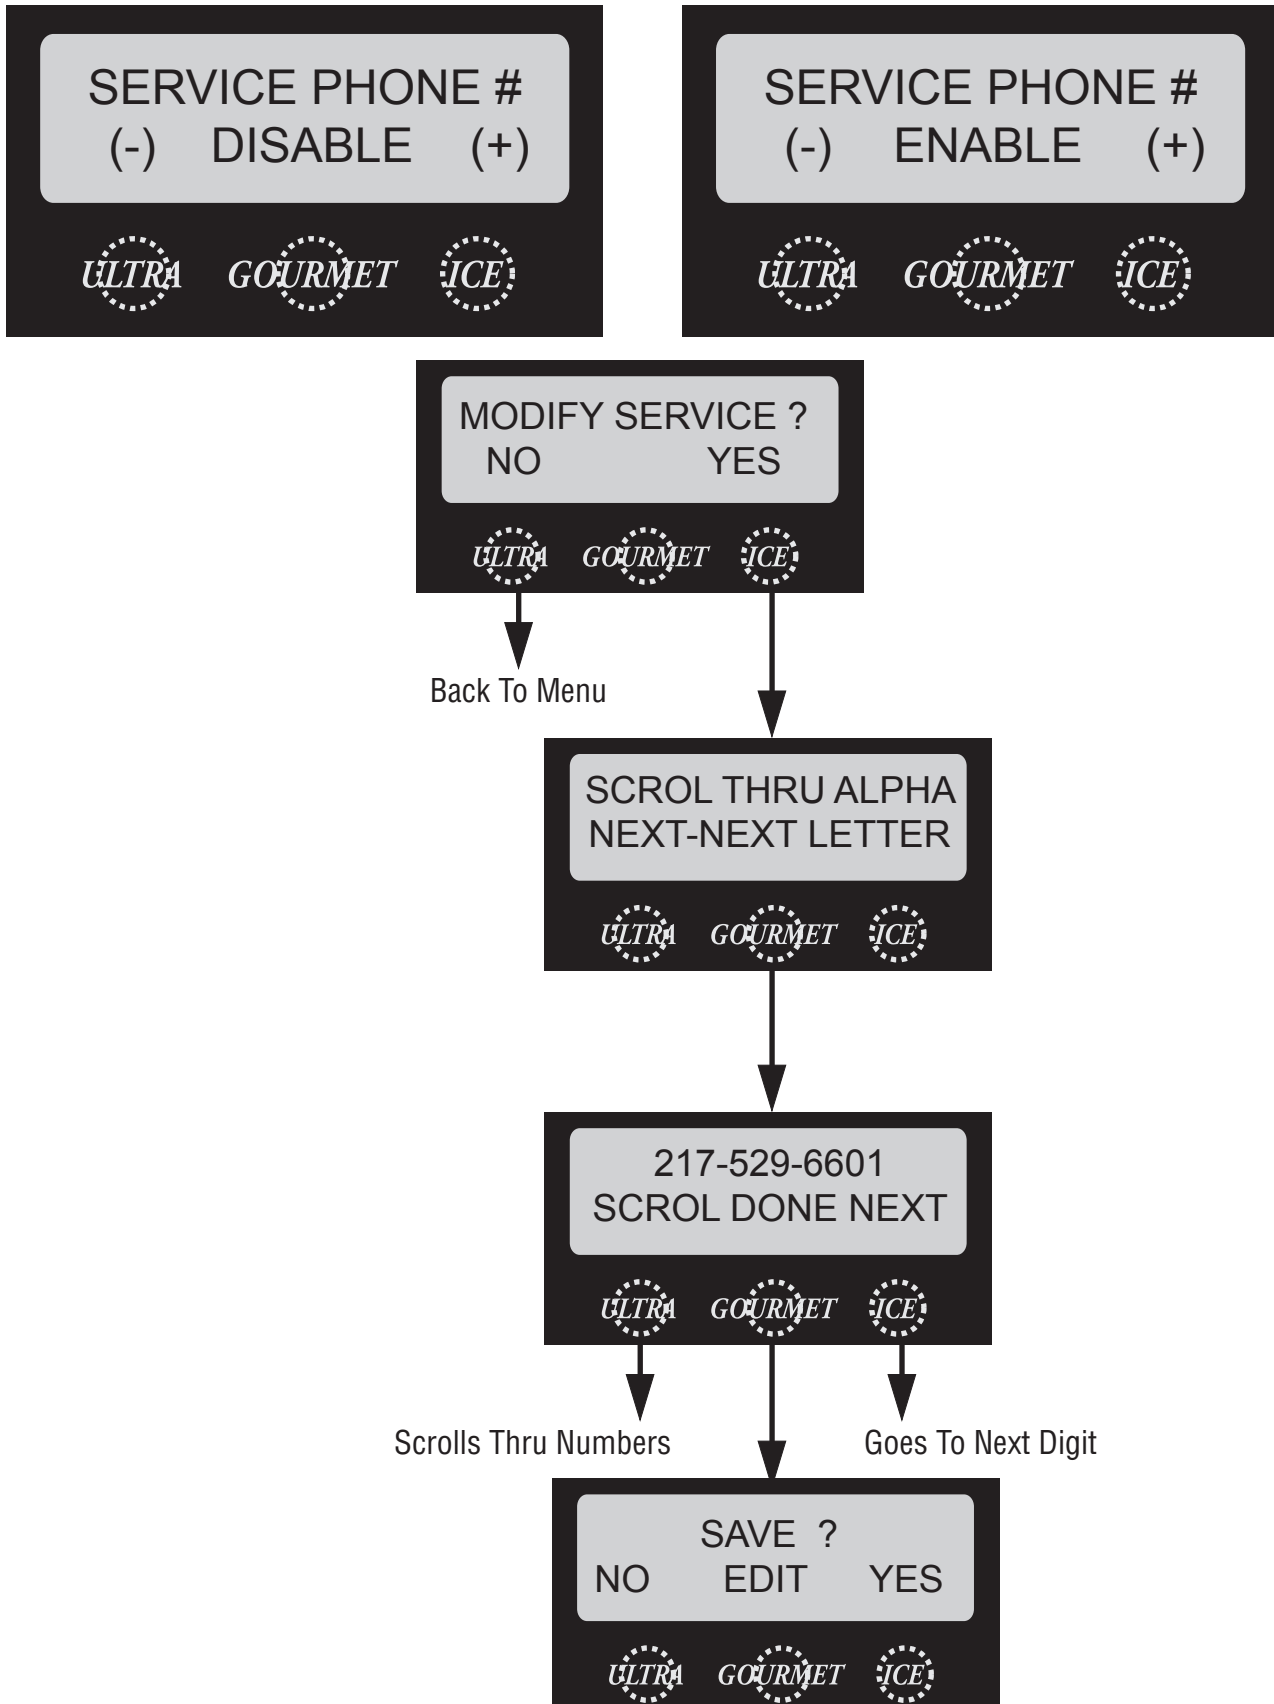 SERVICE PHONE #
(-) DISABLE (+)
ULTRA GOURMET ICE
SERVICE PHONE #
(-) ENABLE (+)
ULTRA GOURMET ICE
MODIFY SERVICE ?
NO YES
ULTRA GOURMET ICE
Back To Menu
SCROL THRU ALPHA
NEXT-NEXT LETTER
ULTRA GOURMET ICE
217-529-6601
SCROL DONE NEXT
ULTRA GOURMET ICE
Scrolls Thru Numbers
Goes To Next Digit
SAVE ?
NO EDIT YES
ULTRA GOURMET ICE